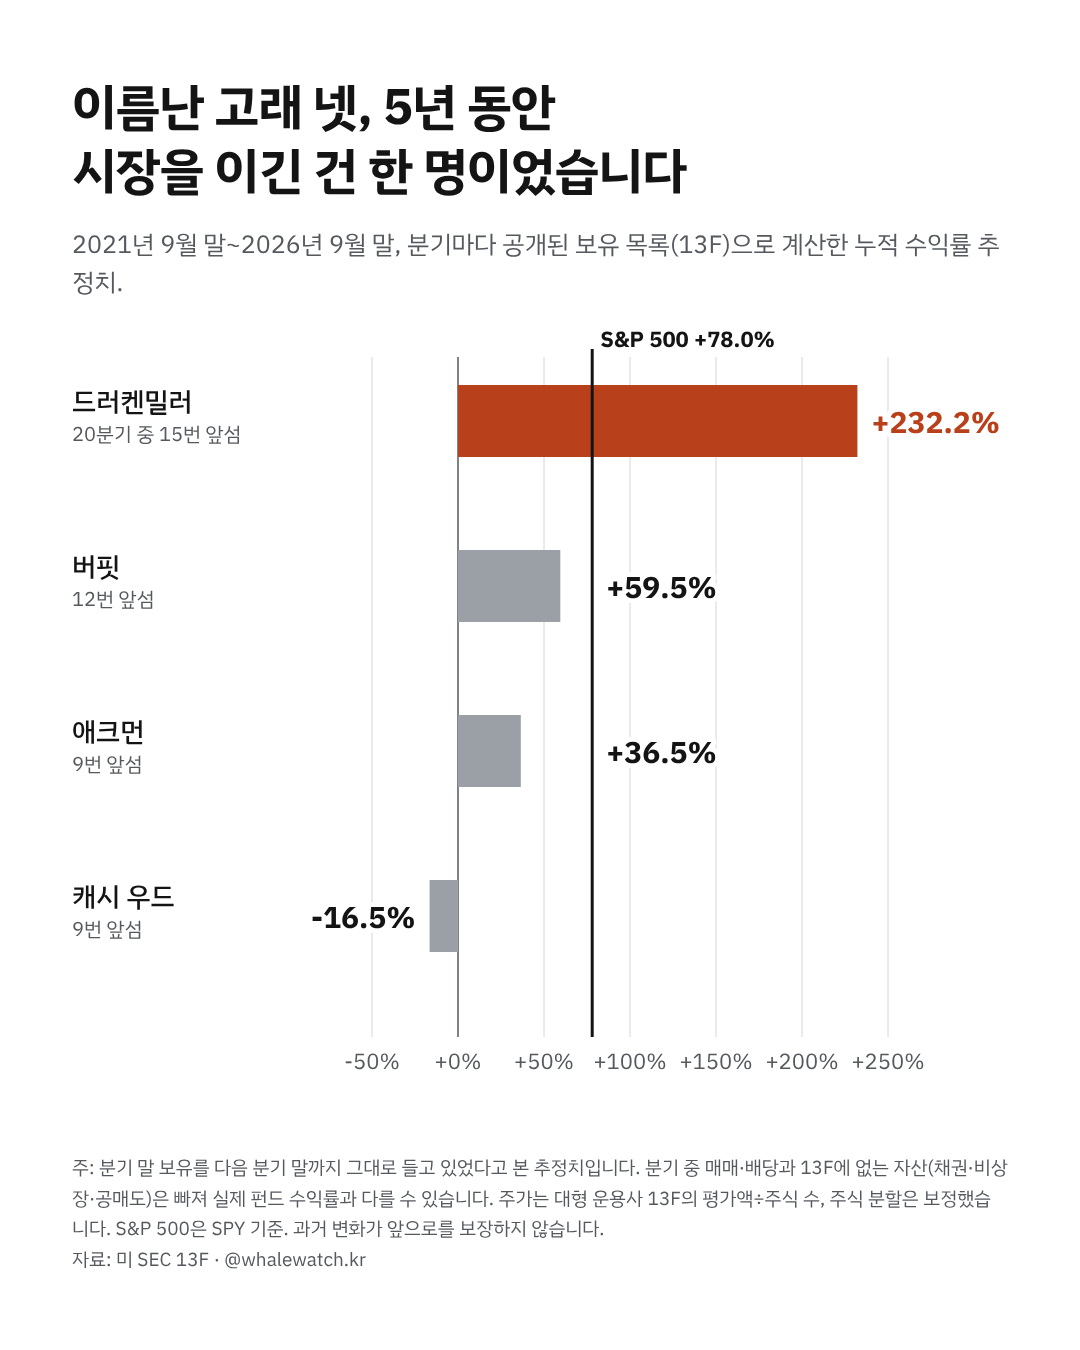 이름난 고래 넷, 5년 동안
시장을 이긴 건 한 명이었습니다
2021년 9월 말~2026년 9월 말, 분기마다 공개된 보유 목록(13F)으로 계산한 누적 수익률 추
정치.
S&P 500 +78.0%
드러켄밀러
20분기 중 15번 앞섬
+232.2%
버핏
12번 앞섬
+59.5%
애크먼
9번 앞섬
+36.5%
캐시 우드
9번 앞섬
-16.5%
-50% +0% +50% +100% +150% +200% +250%
주: 분기 말 보유를 다음 분기 말까지 그대로 들고 있었다고 본 추정치입니다. 분기 중 매매·배당과 13F에 없는 자산(채권·비상
장·공매도)은 빠져 실제 펀드 수익률과 다를 수 있습니다. 주가는 대형 운용사 13F의 평가액÷주식 수, 주식 분할은 보정했습
니다. S&P 500은 SPY 기준. 과거 변화가 앞으로를 보장하지 않습니다.
자료: 미 SEC 13F · @whalewatch.kr